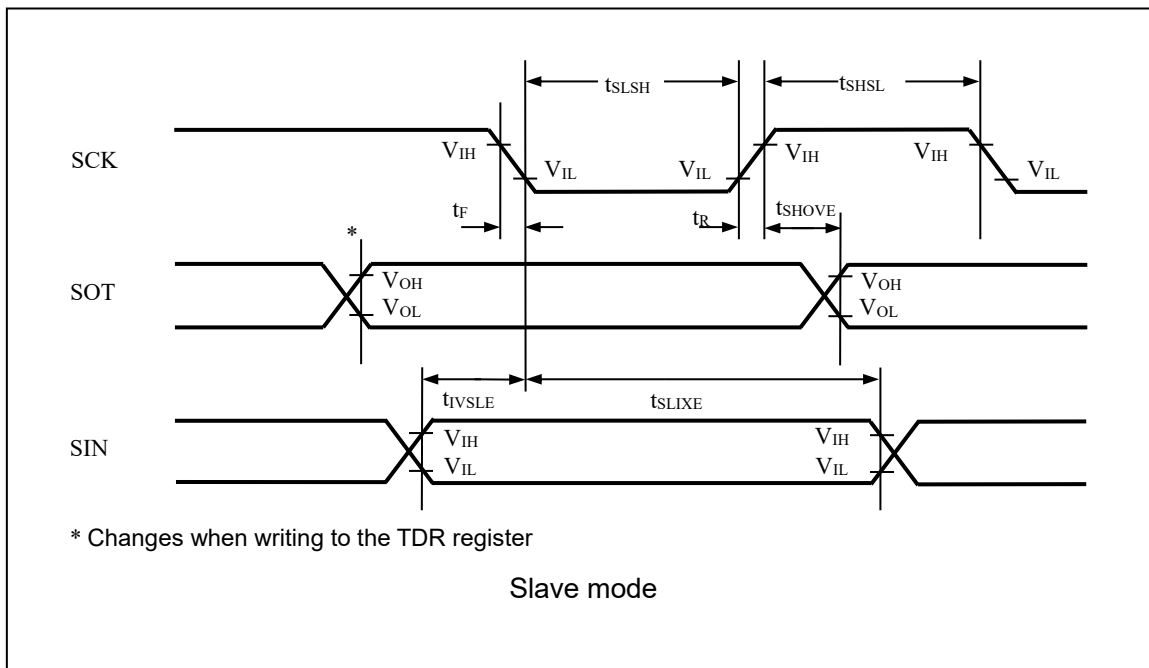 tSLSH tSHSL
SCK VIH VIL VIL VIH VIH VIL
tF tR tSHOVE
*
SOT VOH VOH
VOL VOL
tIVSLE tSLIXE
SIN VIH VIH
VIL VIL
* Changes when writing to the TDR register
Slave mode